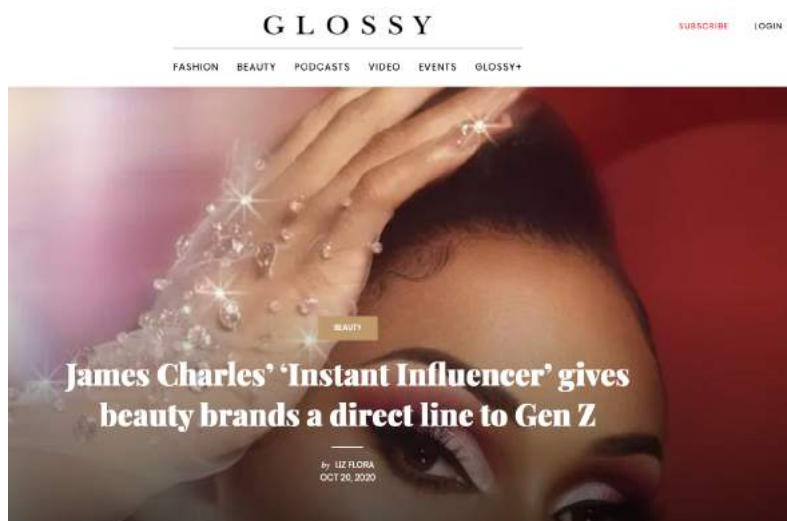 GLOSSY
SUBSCRIBE LOGIN
FASHION BEAUTY PODCASTS VIDEO EVENTS GLOSSY+
BEAUTY
James Charles’ ‘Instant Influencer’ gives
beauty brands a direct line to Gen Z
by LIZ FLORA
OCT 20, 2020